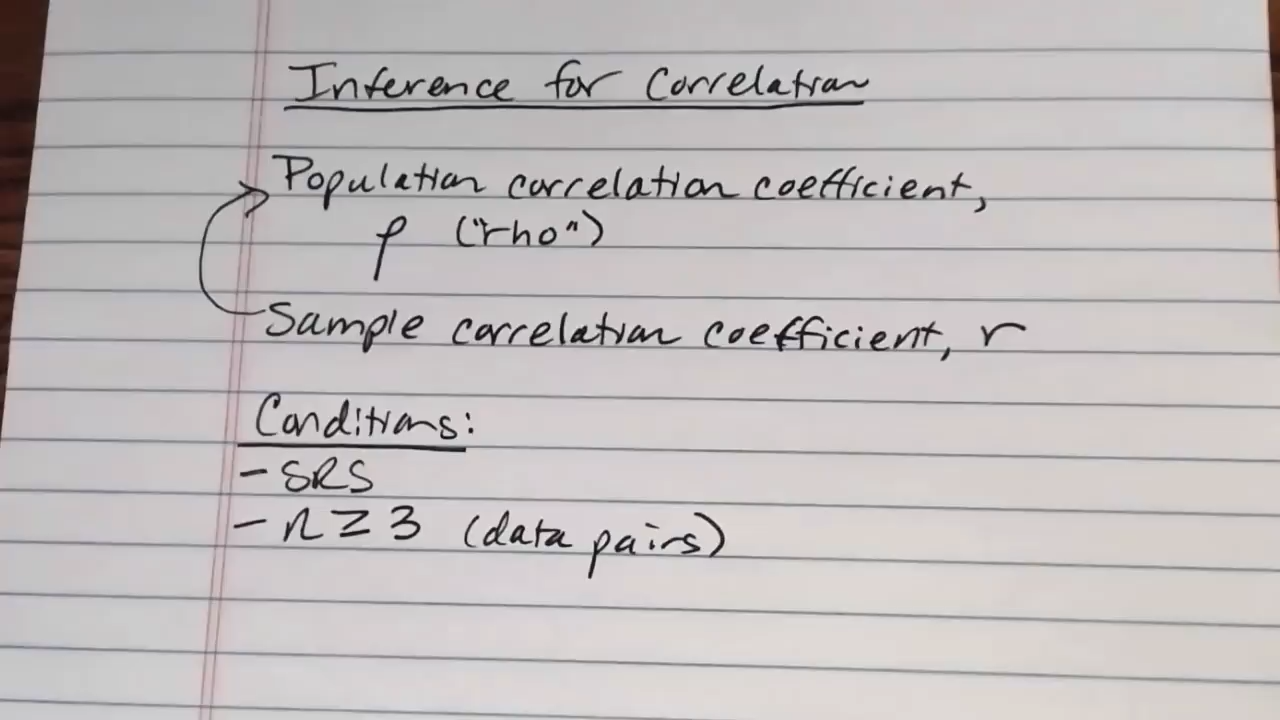 Inference for Correlation
Population correlation coefficient,
ρ ("rho")
Sample correlation coefficient, r
Conditions:
- SRS
- n ≥ 3 (data pairs)